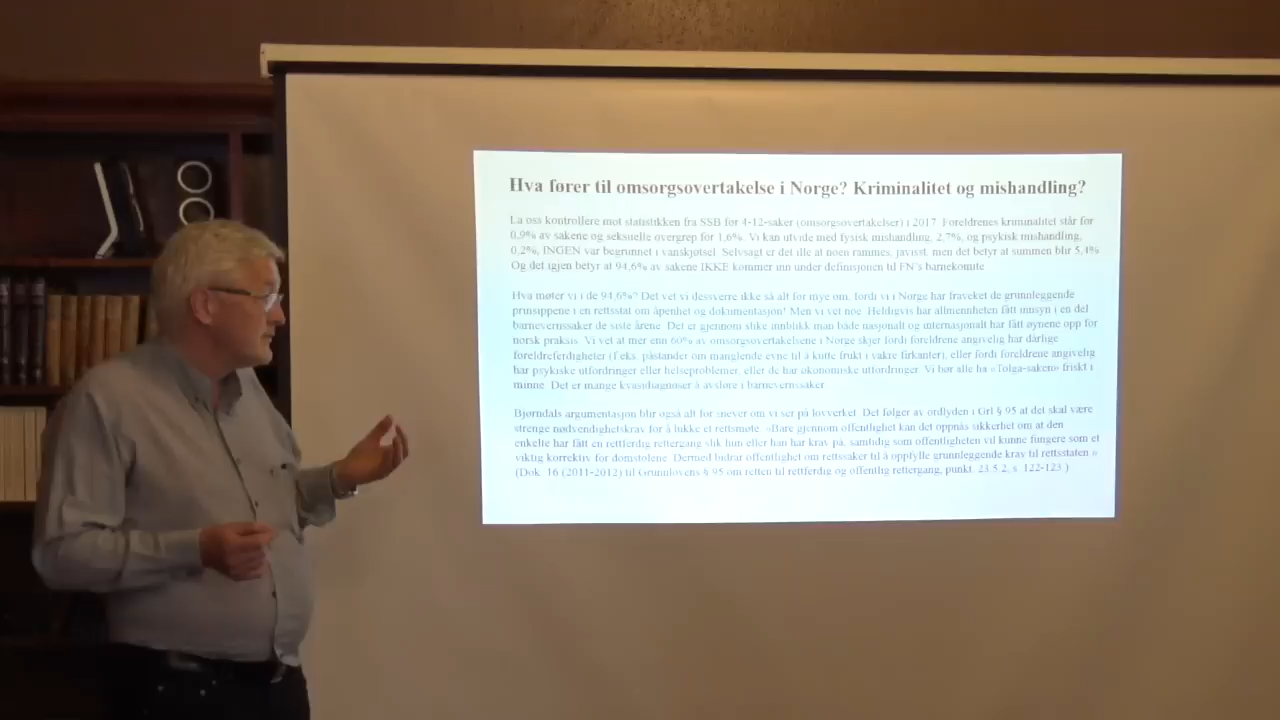 Hva fører til omsorgsovertakelse i Norge? Kriminalitet og mishandling?
La oss kontrollere mot statistikken fra SSB for 4-12-saker (omsorgsovertakelser) i 2017. Foreldrenes kriminalitet står for
0,9% av sakene og seksuelle overgrep for 1,6%. Vi kan utvide med fysisk mishandling, 2,7%, og psykisk mishandling,
0,2%, INGEN var begrunnet i vanskjøtsel. Selvsagt er det ille at noen rammes, javisst, men det betyr at summen blir 5,4%
Og det igjen betyr at 94,6% av sakene IKKE kommer inn under definisjonen til FN's barnekomite
Hva møter vi i de 94,6%? Det vet vi dessverre ikke så alt for mye om, fordi vi i Norge har fraveket de grunnleggende
prinsippene i en rettsstat om åpenhet og dokumentasjon! Men vi vet noe. Heldigvis har allmennheten fått innsyn i en del
barnevernssaker de siste årene. Det er gjennom slike innblikk man både nasjonalt og internasjonalt har fått øynene opp for
norsk praksis. Vi vet at mer enn 60% av omsorgsovertakelsene i Norge skjer fordi foreldrene angivelig har dårlige
foreldreferdigheter (f.eks. påstander om manglende evne til å kutte frukt i vakre firkanter), eller fordi foreldrene angivelig
har psykiske utfordringer eller helseproblemer, eller de har økonomiske utfordringer. Vi bør alle ha «Tolga-saken» friskt i
minne. Det er mange kvasidiagnoser å avsløre i barnevernssaker
Bjørndals argumentasjon blir også alt for snever om vi ser på lovverket. Det følger av ordlyden i Grl § 95 at det skal være
strenge nødvendighetskrav for å lukke et rettsmøte. «Bare gjennom offentlighet kan det oppnås sikkerhet om at den
enkelte har fått en rettferdig rettergang slik hun eller han har krav på, samtidig som offentligheten vil kunne fungere som et
viktig korrektiv for domstolene. Dermed bidrar offentlighet om rettssaker til å oppfylle grunnleggende krav til rettsstaten.»
(Dok. 16 (2011-2012) til Grunnlovens § 95 om retten til rettferdig og offentlig rettergang, punkt. 23.5.2, s. 122-123.)